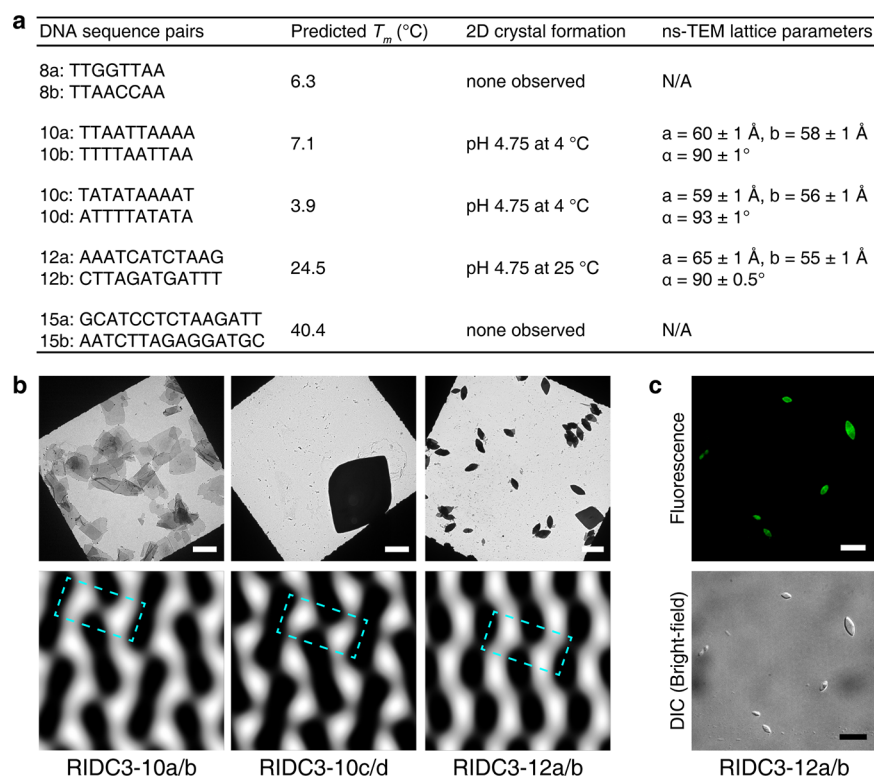 a
DNA sequence pairs Predicted Tm (°C) 2D crystal formation ns-TEM lattice parameters
8a: TTGGTTAA
8b: TTAACCAA
6.3 none observed N/A
10a: TTAATTAAAA
10b: TTTTAATTAA
7.1 pH 4.75 at 4 °C
a = 60 ± 1 Å, b = 58 ± 1 Å
α = 90 ± 1°
10c: TATATAAAAT
10d: ATTTTATATA
3.9 pH 4.75 at 4 °C
a = 59 ± 1 Å, b = 56 ± 1 Å
α = 93 ± 1°
12a: AAATCATCTAAG
12b: CTTAGATGATTT
24.5 pH 4.75 at 25 °C
a = 65 ± 1 Å, b = 55 ± 1 Å
α = 90 ± 0.5°
15a: GCATCCTCTAAGATT
15b: AATCTTAGAGGATGC
40.4 none observed N/A
b
RIDC3-10a/b RIDC3-10c/d RIDC3-12a/b
c
Fluorescence
DIC (Bright-field)
RIDC3-12a/b